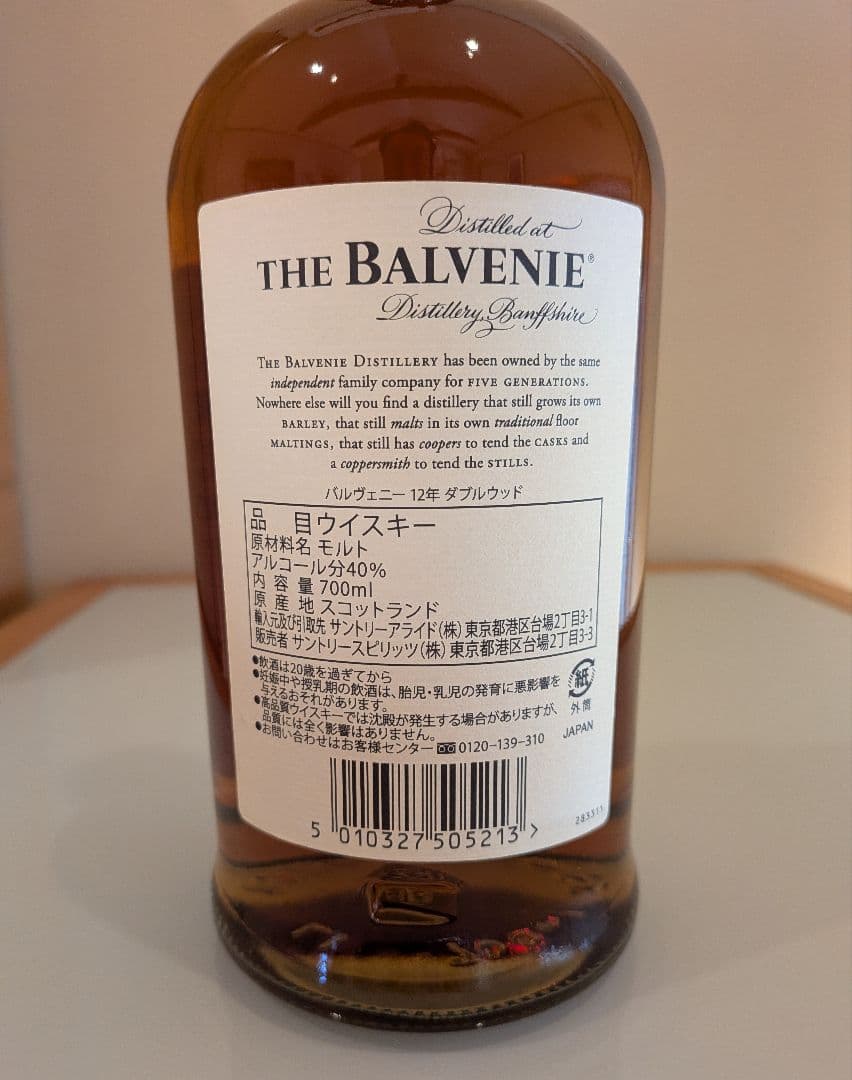 Distilled at
THE BALVENIE®
Distillery, Banffshire
THE BALVENIE DISTILLERY has been owned by the same
independent family company for FIVE GENERATIONS.
Nowhere else will you find a distillery that still grows its own
BARLEY, that still malts in its own traditional floor
MALTINGS, that still has coopers to tend the CASKS and
a coppersmith to tend the STILLS.
バルヴェニー 12年 ダブルウッド
品 目 ウイスキー
原材料名 モルト
アルコール分40%
内 容 量 700ml
原 産 地 スコットランド
輸入元及び引取先 サントリーアライド(株) 東京都港区台場2丁目3-1
販売者 サントリースピリッツ(株) 東京都港区台場2丁目3-3
●飲酒は20歳を過ぎてから
●妊娠中や授乳期の飲酒は、胎児・乳児の発育に悪影響を
与えるおそれがあります。
●高品質ウイスキーでは沈殿が発生する場合がありますが、
品質には全く影響はありません。
●お問い合わせはお客様センター 0120-139-310
紙
外筒
JAPAN
5 010327 505213 >
283311